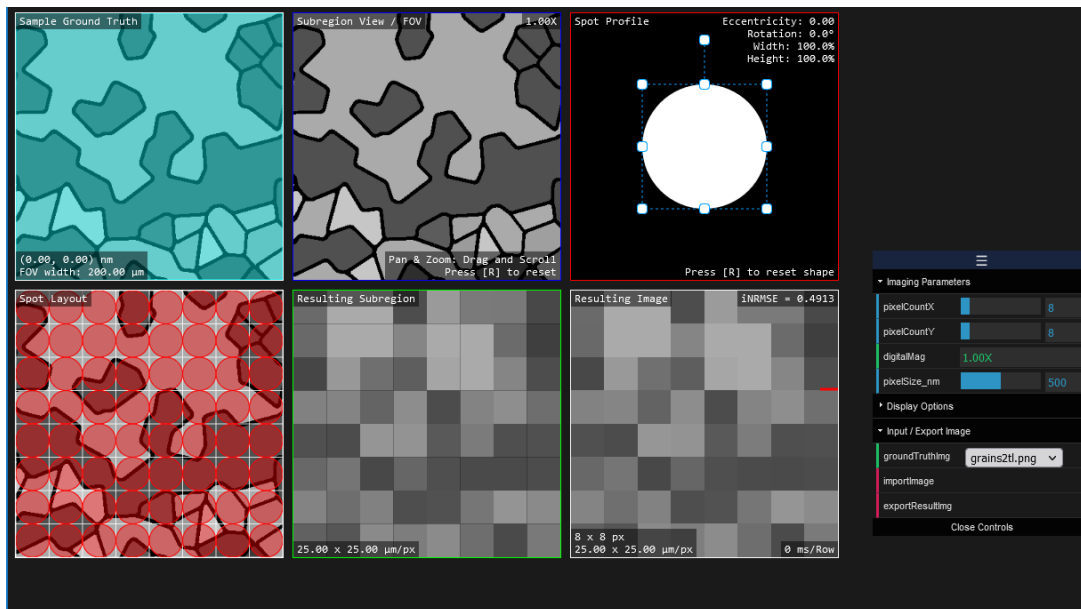 Sample Ground Truth
(0.00, 0.00) nm
FOV width: 200.00 µm
Subregion View / FOV
1.00X
Pan & Zoom: Drag and Scroll
Press [R] to reset
Spot Profile
Eccentricity: 0.00
Rotation: 0.0°
Width: 100.0%
Height: 100.0%
Press [R] to reset shape
Spot Layout
Resulting Subregion
25.00 x 25.00 µm/px
Resulting Image
iNRMSE = 0.4913
8 x 8 px
25.00 x 25.00 µm/px
0 ms/Row
Imaging Parameters
pixelCountX 8
pixelCountY 8
digitalMag 1.00X
pixelSize_nm 500
Display Options
Input / Export Image
groundTruthImg grains2tl.png
importImage
exportResultImg
Close Controls